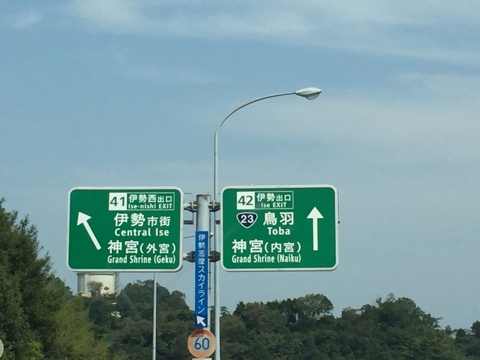 41 伊勢西出口
Ise-nishi EXIT
伊勢市街
Central Ise
神宮(外宮)
Grand Shrine (Geku)
42 伊勢出口
Ise EXIT
23 鳥羽
Toba
神宮(内宮)
Grand Shrine (Naiku)
伊勢志摩スカイライン
60